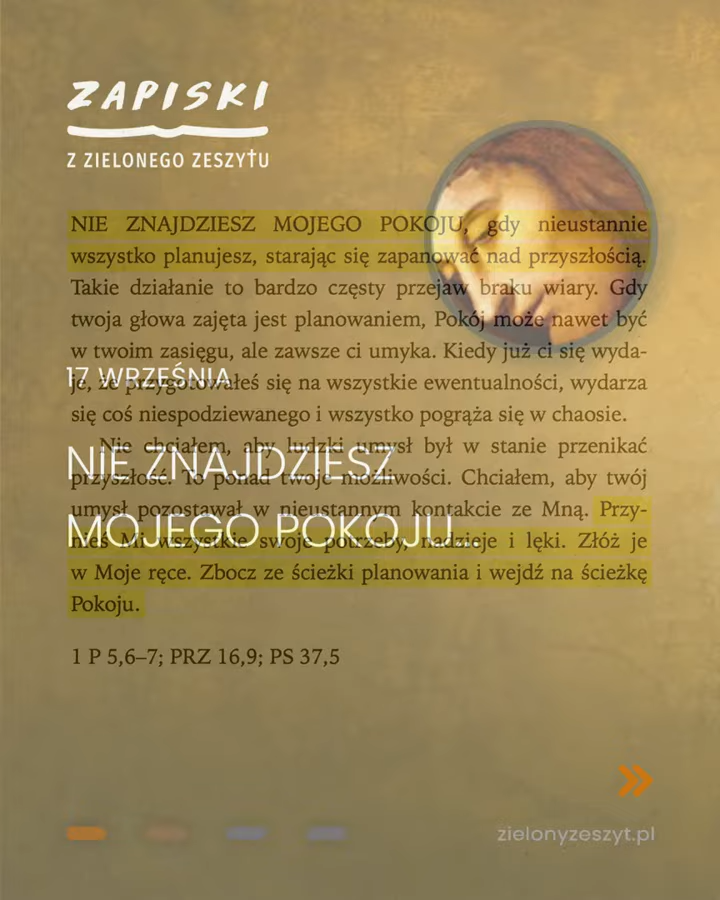 ZAPISKI
Z ZIELONEGO ZESZYTU
NIE ZNAJDZIESZ MOJEGO POKOJU, gdy nieustannie
wszystko planujesz, starając się zapanować nad przyszłością.
Takie działanie to bardzo częsty przejaw braku wiary. Gdy
twoja głowa zajęta jest planowaniem, Pokój może nawet być
w twoim zasięgu, ale zawsze ci umyka. Kiedy już ci się wyda-
17 WRZEŚNIA
je, że przygotowałeś się na wszystkie ewentualności, wydarza
się coś niespodziewanego i wszystko pogrąża się w chaosie.
Nie chciałem, aby ludzki umysł był w stanie przenikać
NIE ZNAJDZIESZ
przyszłość. To ponad twoje możliwości. Chciałem, aby twój
umysł pozostawał w nieustannym kontakcie ze Mną. Przy-
MOJEGO POKOJU...
nieś Mi wszystkie swoje potrzeby, nadzieje i lęki. Złóż je
w Moje ręce. Zbocz ze ścieżki planowania i wejdź na ścieżkę
Pokoju.
1 P 5,6–7; PRZ 16,9; PS 37,5
zielonyzeszyt.pl